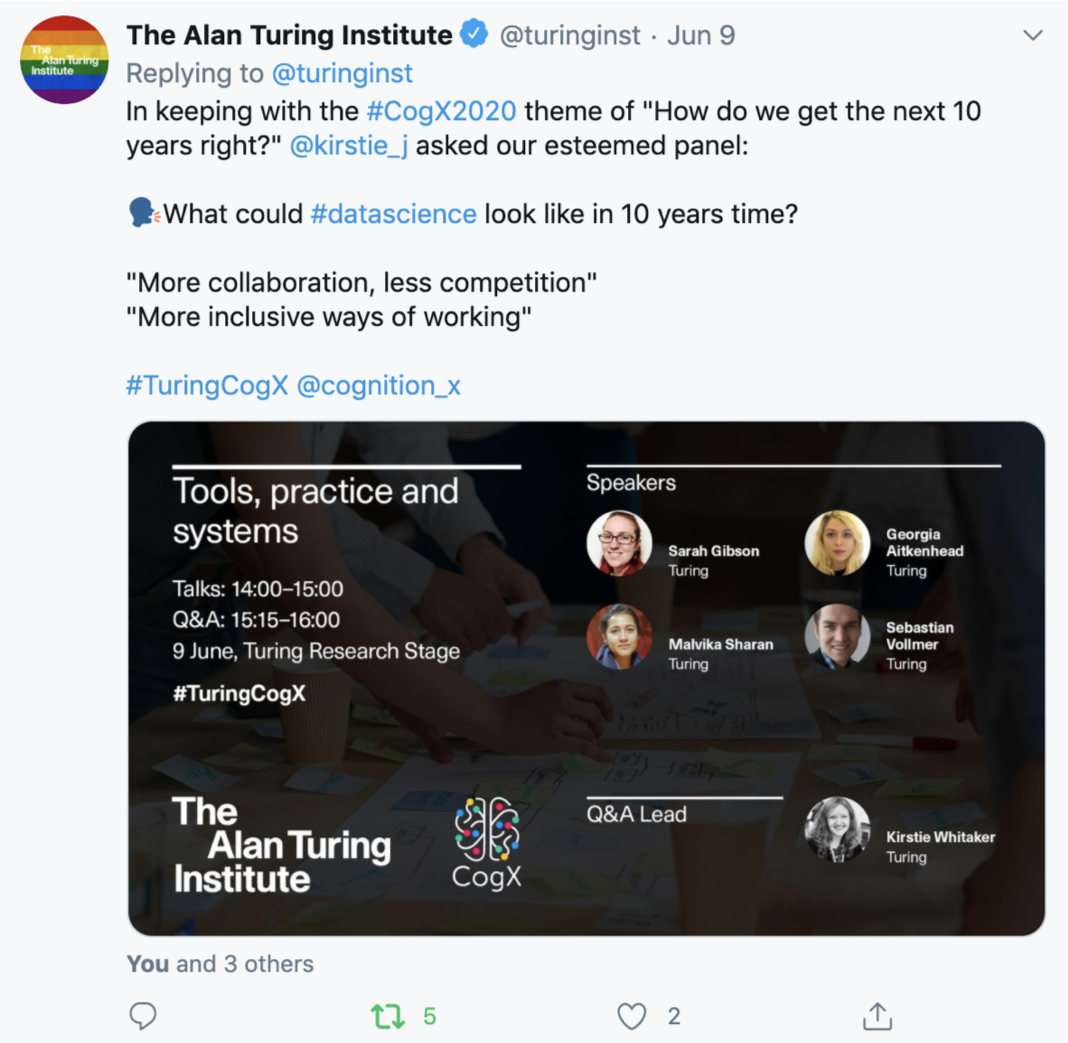 The Alan Turing Institute @turinginst · Jun 9
The
Alan Turing
Institute
Replying to @turinginst
In keeping with the #CogX2020 theme of "How do we get the next 10
years right?" @kirstie_j asked our esteemed panel:
What could #datascience look like in 10 years time?
"More collaboration, less competition"
"More inclusive ways of working"
#TuringCogX @cognition_x
Tools, practice and
systems
Talks: 14:00–15:00
Q&A: 15:15–16:00
9 June, Turing Research Stage
#TuringCogX
The
Alan Turing
Institute
CogX
Speakers
Sarah Gibson
Turing
Georgia
Aitkenhead
Turing
Malvika Sharan
Turing
Sebastian
Vollmer
Turing
Q&A Lead
Kirstie Whitaker
Turing
You and 3 others
5
2